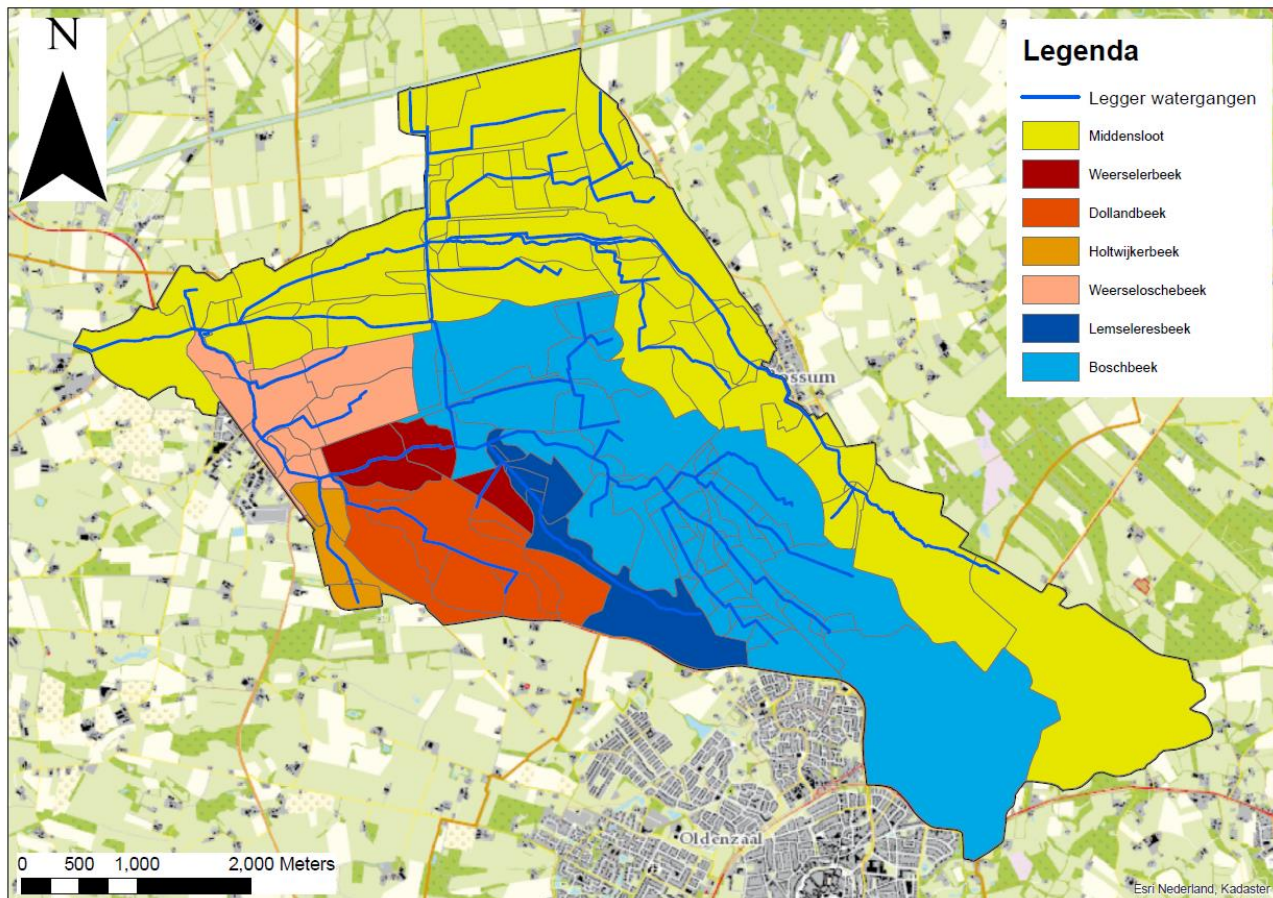 N
Legenda
Legger watergangen
Middensloot
Weerselerbeek
Dollandbeek
Holtwijkerbeek
Weerseloschebeek
Lemseleresbeek
Boschbeek
Rossum
Oldenzaal
0 500 1,000 2,000 Meters
Esri Nederland, Kadaster